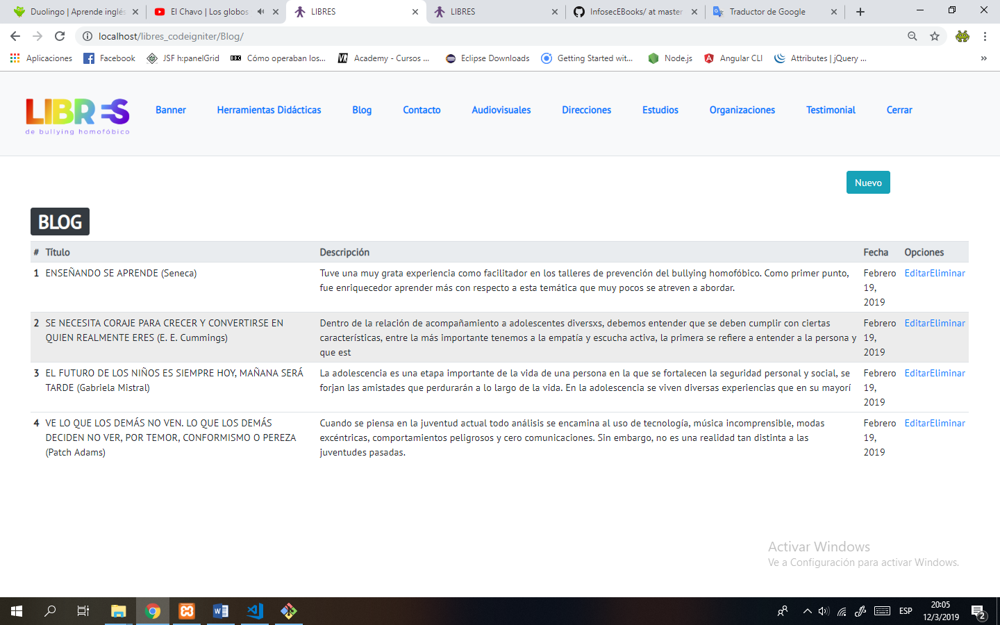 Duolingo | Aprende inglés
El Chavo | Los globos
LIBRES
LIBRES
InfosecEBooks/ at master
Traductor de Google
localhost/libres_codeigniter/Blog/
Aplicaciones
Facebook
JSF h:panelGrid
BBC
Cómo operaban los...
Academy - Cursos ...
Eclipse Downloads
Getting Started wit...
Node.js
Angular CLI
Attributes | jQuery ...
»
LIBRES
de bullying homofóbico
Banner
Herramientas Didácticas
Blog
Contacto
Audiovisuales
Direcciones
Estudios
Organizaciones
Testimonial
Cerrar
Nuevo
BLOG
# Título Descripción Fecha Opciones
1 ENSEÑANDO SE APRENDE (Seneca)
Tuve una muy grata experiencia como facilitador en los talleres de prevención del bullying homofóbico. Como primer punto,
fue enriquecedor aprender más con respecto a esta temática que muy pocos se atreven a abordar.
Febrero
19,
2019
EditarEliminar
2 SE NECESITA CORAJE PARA CRECER Y CONVERTIRSE EN
QUIEN REALMENTE ERES (E. E. Cummings)
Dentro de la relación de acompañamiento a adolescentes diversxs, debemos entender que se deben cumplir con ciertas
características, entre la más importante tenemos a la empatía y escucha activa, la primera se refiere a entender a la persona y
que est
Febrero
19,
2019
EditarEliminar
3 EL FUTURO DE LOS NIÑOS ES SIEMPRE HOY, MAÑANA SERÁ
TARDE (Gabriela Mistral)
La adolescencia es una etapa importante de la vida de una persona en la que se fortalecen la seguridad personal y social, se
forjan las amistades que perdurarán a lo largo de la vida. En la adolescencia se viven diversas experiencias que en su mayorí
Febrero
19,
2019
EditarEliminar
4 VE LO QUE LOS DEMÁS NO VEN. LO QUE LOS DEMÁS
DECIDEN NO VER, POR TEMOR, CONFORMISMO O PEREZA
(Patch Adams)
Cuando se piensa en la juventud actual todo análisis se encamina al uso de tecnología, música incomprensible, modas
excéntricas, comportamientos peligrosos y cero comunicaciones. Sin embargo, no es una realidad tan distinta a las
juventudes pasadas.
Febrero
19,
2019
EditarEliminar
Activar Windows
Ve a Configuración para activar Windows.
ESP
20:05
12/3/2019
2